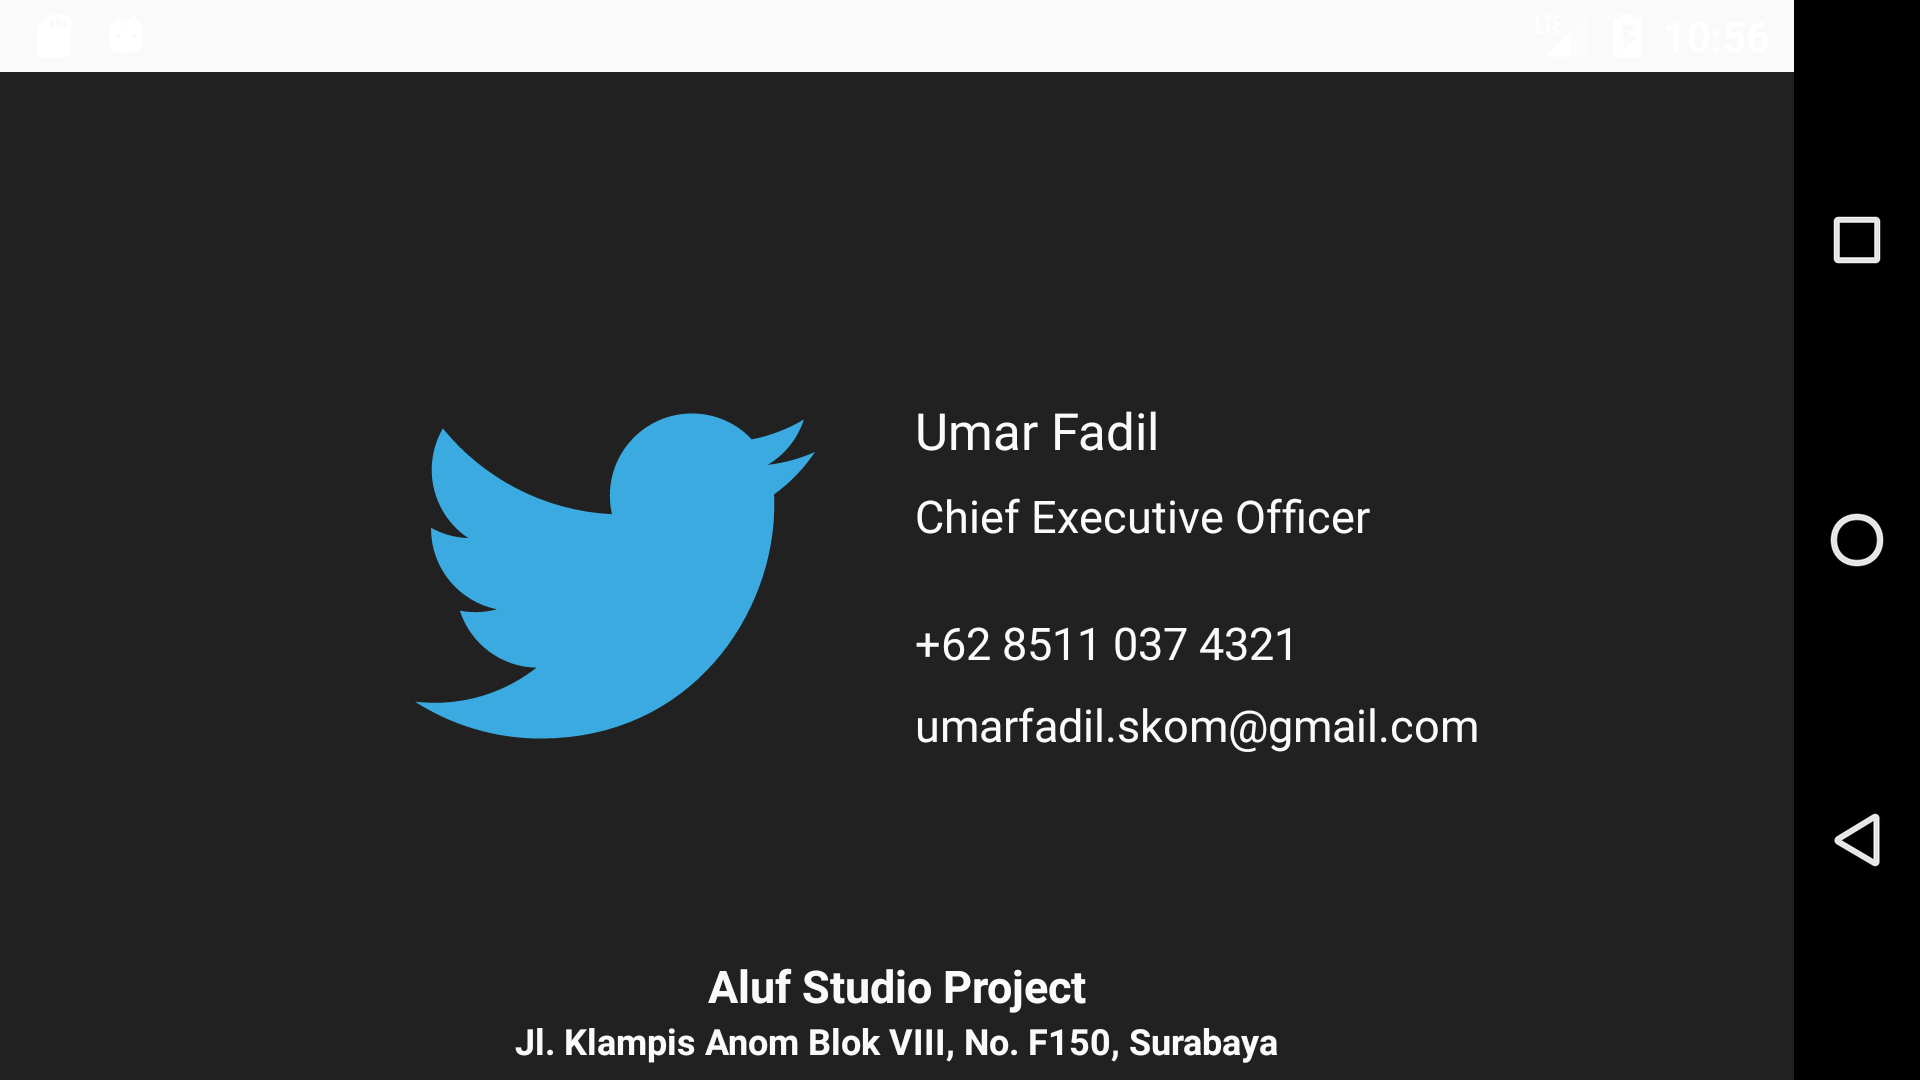 LTE 10:56
Umar Fadil
Chief Executive Officer
+62 8511 037 4321
umarfadil.skom@gmail.com
Aluf Studio Project
Jl. Klampis Anom Blok VIII, No. F150, Surabaya